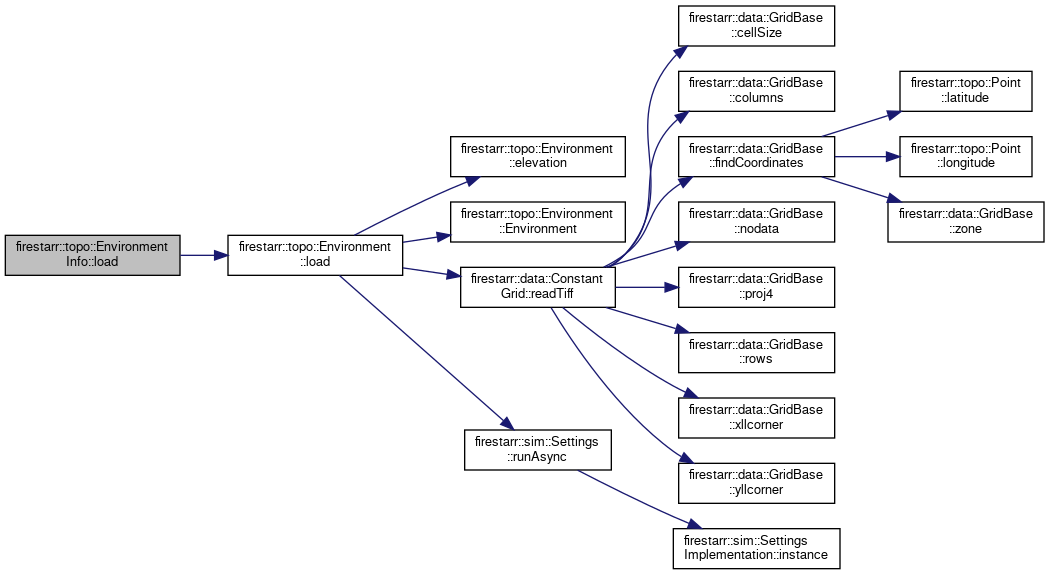 firestarr::topo::Environment
Info::load
firestarr::topo::Environment
::load
firestarr::topo::Environment
::elevation
firestarr::topo::Environment
::Environment
firestarr::data::Constant
Grid::readTiff
firestarr::sim::Settings
::runAsync
firestarr::data::GridBase
::cellSize
firestarr::data::GridBase
::columns
firestarr::data::GridBase
::findCoordinates
firestarr::data::GridBase
::nodata
firestarr::data::GridBase
::proj4
firestarr::data::GridBase
::rows
firestarr::data::GridBase
::xllcorner
firestarr::data::GridBase
::yllcorner
firestarr::sim::Settings
Implementation::instance
firestarr::topo::Point
::latitude
firestarr::topo::Point
::longitude
firestarr::data::GridBase
::zone